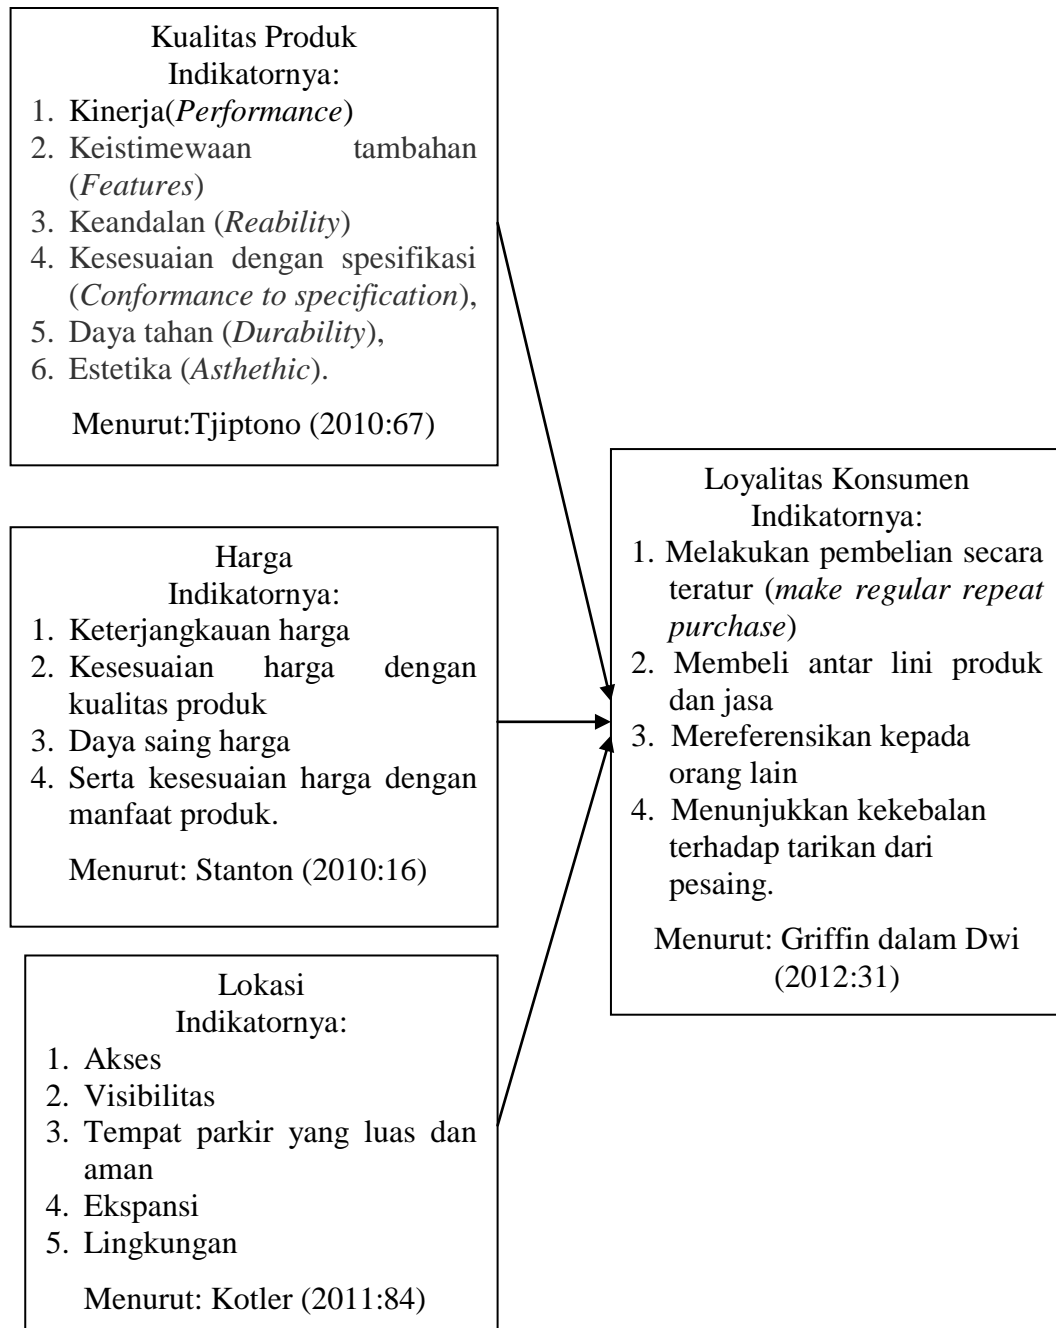 Kualitas Produk
Indikatornya:
1. Kinerja(Performance)
2. Keistimewaan tambahan
(Features)
3. Keandalan (Reability)
4. Kesesuaian dengan spesifikasi
(Conformance to specification),
5. Daya tahan (Durability),
6. Estetika (Asthethic).
Menurut:Tjiptono (2010:67)
Harga
Indikatornya:
1. Keterjangkauan harga
2. Kesesuaian harga dengan
kualitas produk
3. Daya saing harga
4. Serta kesesuaian harga dengan
manfaat produk.
Menurut: Stanton (2010:16)
Lokasi
Indikatornya:
1. Akses
2. Visibilitas
3. Tempat parkir yang luas dan
aman
4. Ekspansi
5. Lingkungan
Menurut: Kotler (2011:84)
Loyalitas Konsumen
Indikatornya:
1. Melakukan pembelian secara
teratur (make regular repeat
purchase)
2. Membeli antar lini produk
dan jasa
3. Mereferensikan kepada
orang lain
4. Menunjukkan kekebalan
terhadap tarikan dari
pesaing.
Menurut: Griffin dalam Dwi
(2012:31)